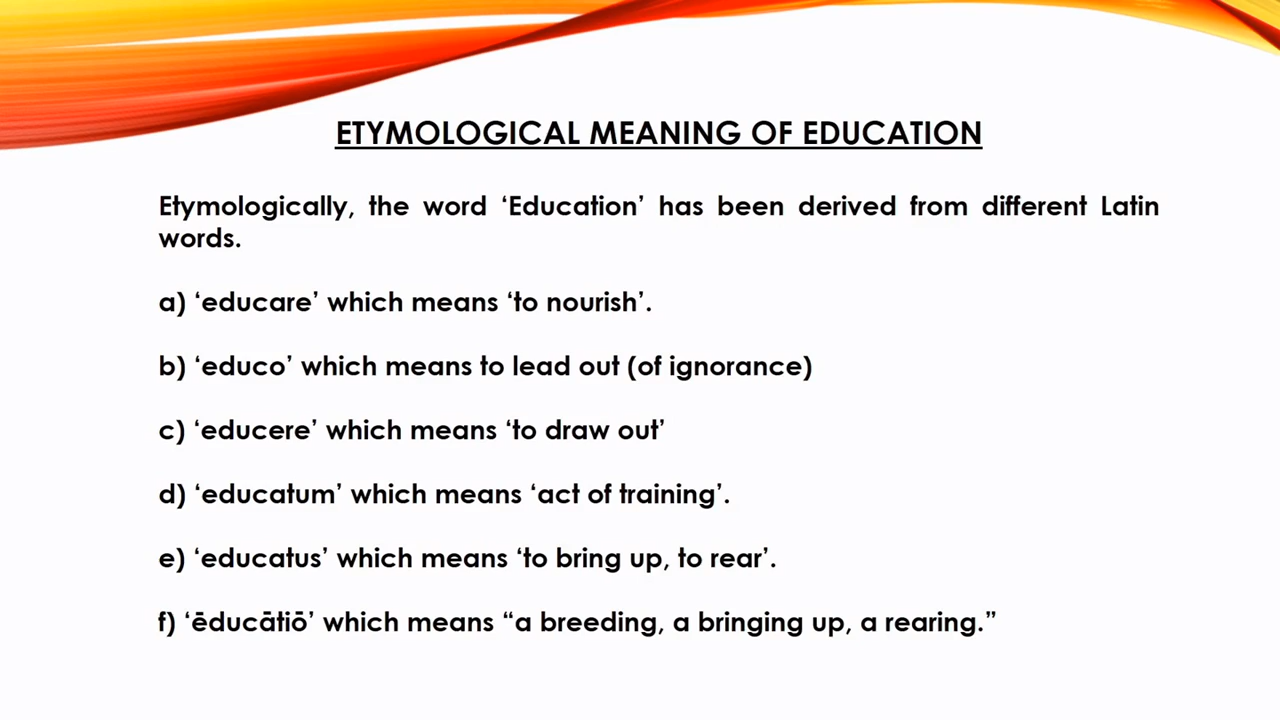 ETYMOLOGICAL MEANING OF EDUCATION
Etymologically, the word ‘Education’ has been derived from different Latin
words.
a) ‘educare’ which means ‘to nourish’.
b) ‘educo’ which means to lead out (of ignorance)
c) ‘educere’ which means ‘to draw out’
d) ‘educatum’ which means ‘act of training’.
e) ‘educatus’ which means ‘to bring up, to rear’.
f) ‘ēducātiō’ which means “a breeding, a bringing up, a rearing.”